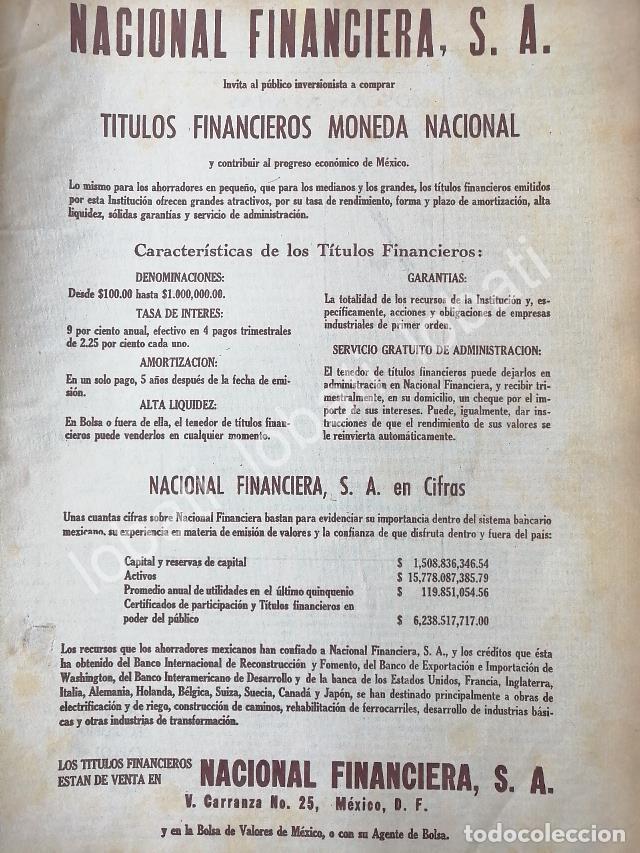 NACIONAL FINANCIERA, S. A.
Invita al público inversionista a comprar
TITULOS FINANCIEROS MONEDA NACIONAL
y contribuir al progreso económico de México.
Lo mismo para los ahorradores en pequeño, que para los medianos y los grandes, los títulos financieros emitidos
por esta Institución ofrecen grandes atractivos, por su tasa de rendimiento, forma y plazo de amortización, alta
liquidez, sólidas garantías y servicio de administración.
Características de los Títulos Financieros:
DENOMINACIONES:
Desde $100.00 hasta $1.000,000.00.
TASA DE INTERES:
9 por ciento anual, efectivo en 4 pagos trimestrales
de 2.25 por ciento cada uno.
AMORTIZACION:
En un solo pago, 5 años después de la fecha de emi-
sión.
ALTA LIQUIDEZ:
En Bolsa o fuera de ella, el tenedor de títulos finan-
cieros puede venderlos en cualquier momento.
GARANTIAS:
La totalidad de los recursos de la Institución y, es-
pecíficamente, acciones y obligaciones de empresas
industriales de primer orden.
SERVICIO GRATUITO DE ADMINISTRACION:
El tenedor de títulos financieros puede dejarlos en
administración en Nacional Financiera, y recibir tri-
mestralmente, en su domicilio, un cheque por el im-
porte de sus intereses. Puede, igualmente, dar ins-
trucciones de que el rendimiento de sus valores se
le reinvierta automáticamente.
NACIONAL FINANCIERA, S. A. en Cifras
Unas cuantas cifras sobre Nacional Financiera bastan para evidenciar su importancia dentro del sistema bancario
mexicano, su experiencia en materia de emisión de valores y la confianza de que disfruta dentro y fuera del país:
Capital y reservas de capital $ 1,508.836,346.54
Activos $ 15,778.087,385.79
Promedio anual de utilidades en el último quinquenio $ 119.851,054.56
Certificados de participación y Títulos financieros en
poder del público $ 6,238.517,717.00
Los recursos que los ahorradores mexicanos han confiado a Nacional Financiera, S. A., y los créditos que ésta
ha obtenido del Banco Internacional de Reconstrucción y Fomento, del Banco de Exportación e Importación de
Washington, del Banco Interamericano de Desarrollo y de la banca de los Estados Unidos, Francia, Inglaterra,
Italia, Alemania, Holanda, Bélgica, Suiza, Suecia, Canadá y Japón, se han destinado principalmente a obras de
electrificación y de riego, construcción de caminos, rehabilitación de ferrocarriles, desarrollo de industrias bási-
cas y otras industrias de transformación.
LOS TITULOS FINANCIEROS
ESTAN DE VENTA EN
NACIONAL FINANCIERA, S. A.
V. Carranza No. 25, México, D. F.
y en la Bolsa de Valores de México, o con su Agente de Bolsa.
lobati lobati lobati
todocoleccion